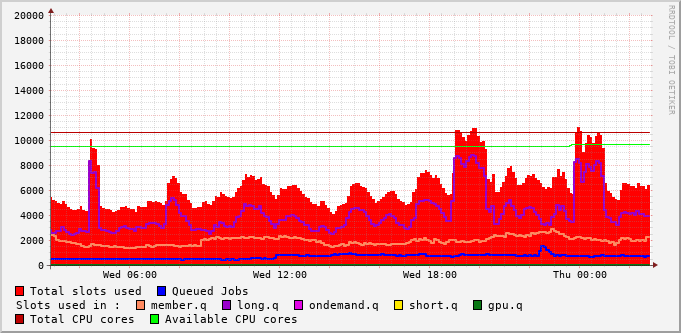 20000
18000
16000
14000
12000
10000
8000
6000
4000
2000
0
Wed 06:00 Wed 12:00 Wed 18:00 Thu 00:00
Total slots used Queued Jobs
Slots used in : member.q long.q ondemand.q short.q gpu.q
Total CPU cores Available CPU cores
RRDTOOL / TOBI OETIKER